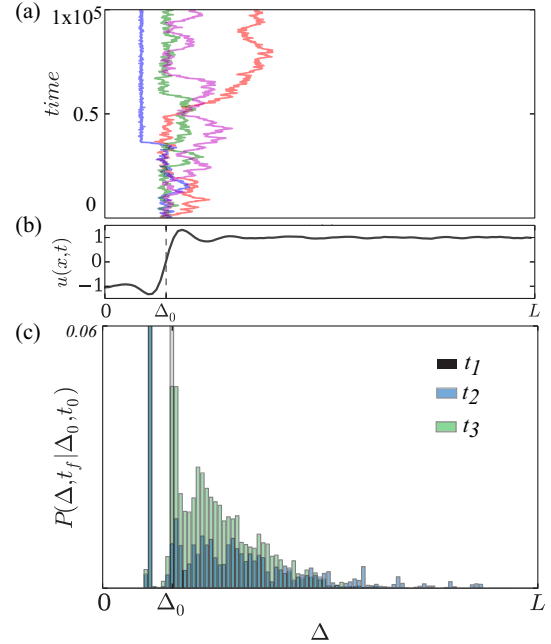 (a)
1x10⁵
0.5
0
time
(b)
1
0
−1
u(x,t)
0 Δ₀ L
(c)
0.06
P(Δ,t_f|Δ₀,t₀)
t₁
t₂
t₃
0 Δ₀ L
Δ